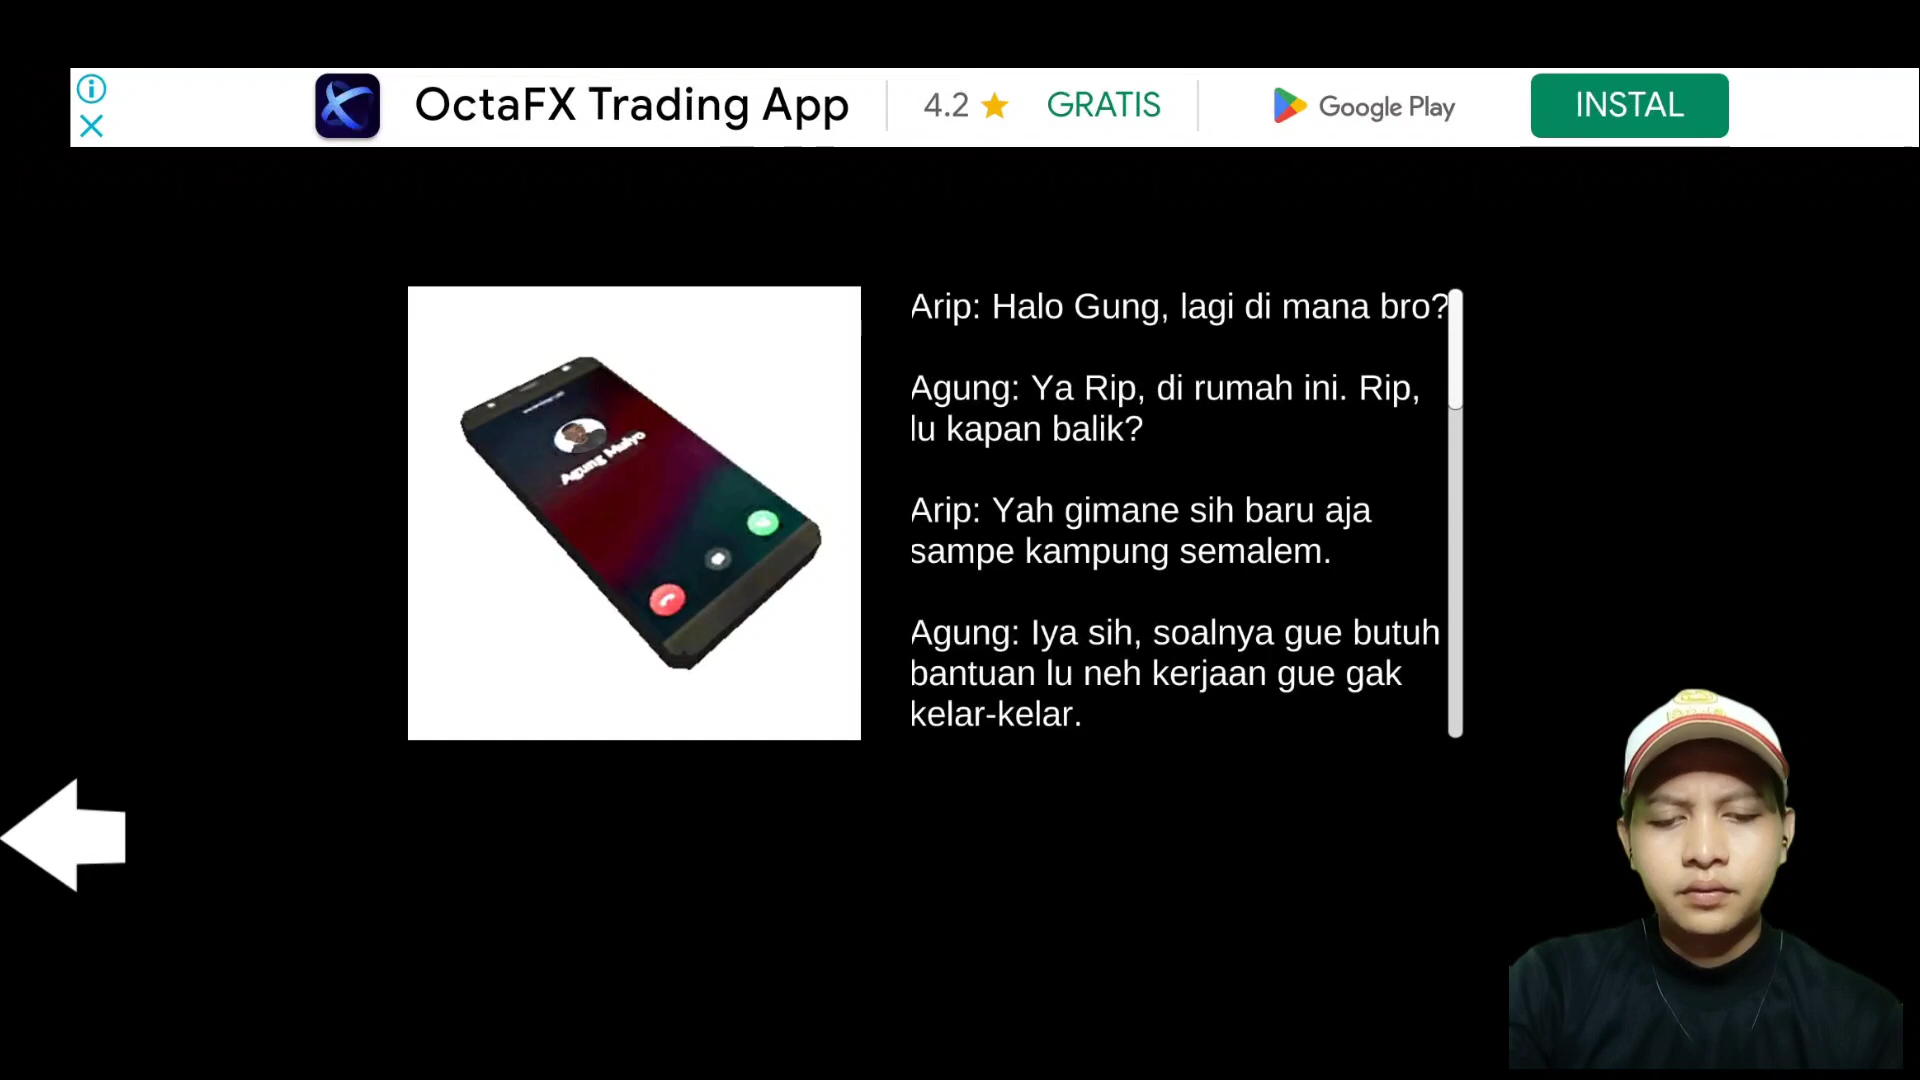 OctaFX Trading App
4.2
GRATIS
Google Play
INSTAL
Arip: Halo Gung, lagi di mana bro?
Agung: Ya Rip, di rumah ini. Rip,
lu kapan balik?
Arip: Yah gimane sih baru aja
sampe kampung semalem.
Agung: Iya sih, soalnya gue butuh
bantuan lu neh kerjaan gue gak
kelar-kelar.
Agung Mulyo